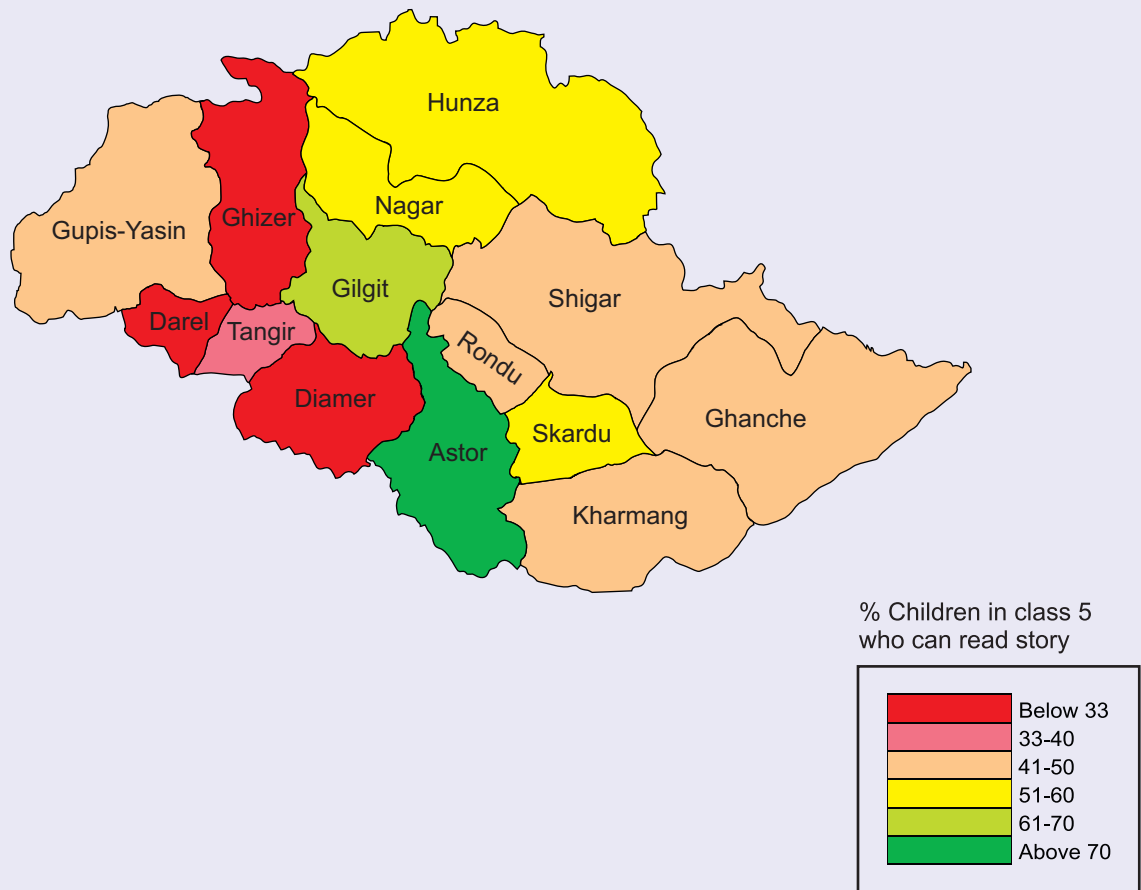 Hunza
Nagar
Ghizer
Gupis-Yasin
Gilgit
Shigar
Darel
Tangir
Rondu
Diamer
Ghanche
Skardu
Astor
Kharmang
% Children in class 5
who can read story
Below 33
33-40
41-50
51-60
61-70
Above 70